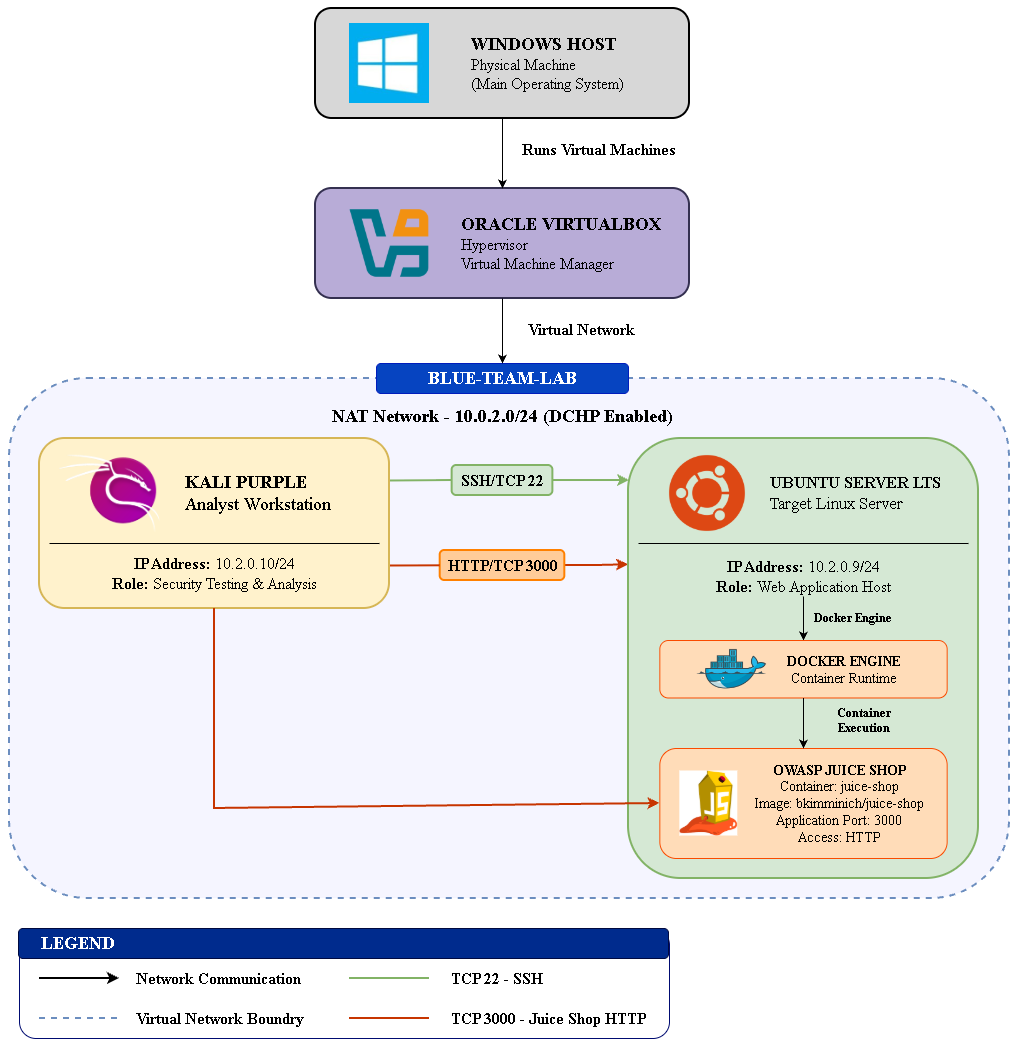 WINDOWS HOST
Physical Machine
(Main Operating System)
Runs Virtual Machines
ORACLE VIRTUALBOX
Hypervisor
Virtual Machine Manager
Virtual Network
BLUE-TEAM-LAB
NAT Network - 10.0.2.0/24 (DCHP Enabled)
KALI PURPLE
Analyst Workstation
IP Address: 10.2.0.10/24
Role: Security Testing & Analysis
SSH/TCP 22
HTTP/TCP 3000
UBUNTU SERVER LTS
Target Linux Server
IP Address: 10.2.0.9/24
Role: Web Application Host
Docker Engine
DOCKER ENGINE
Container Runtime
Container
Execution
JS
OWASP JUICE SHOP
Container: juice-shop
Image: bkimminich/juice-shop
Application Port: 3000
Access: HTTP
LEGEND
Network Communication
TCP 22 - SSH
Virtual Network Boundry
TCP 3000 - Juice Shop HTTP